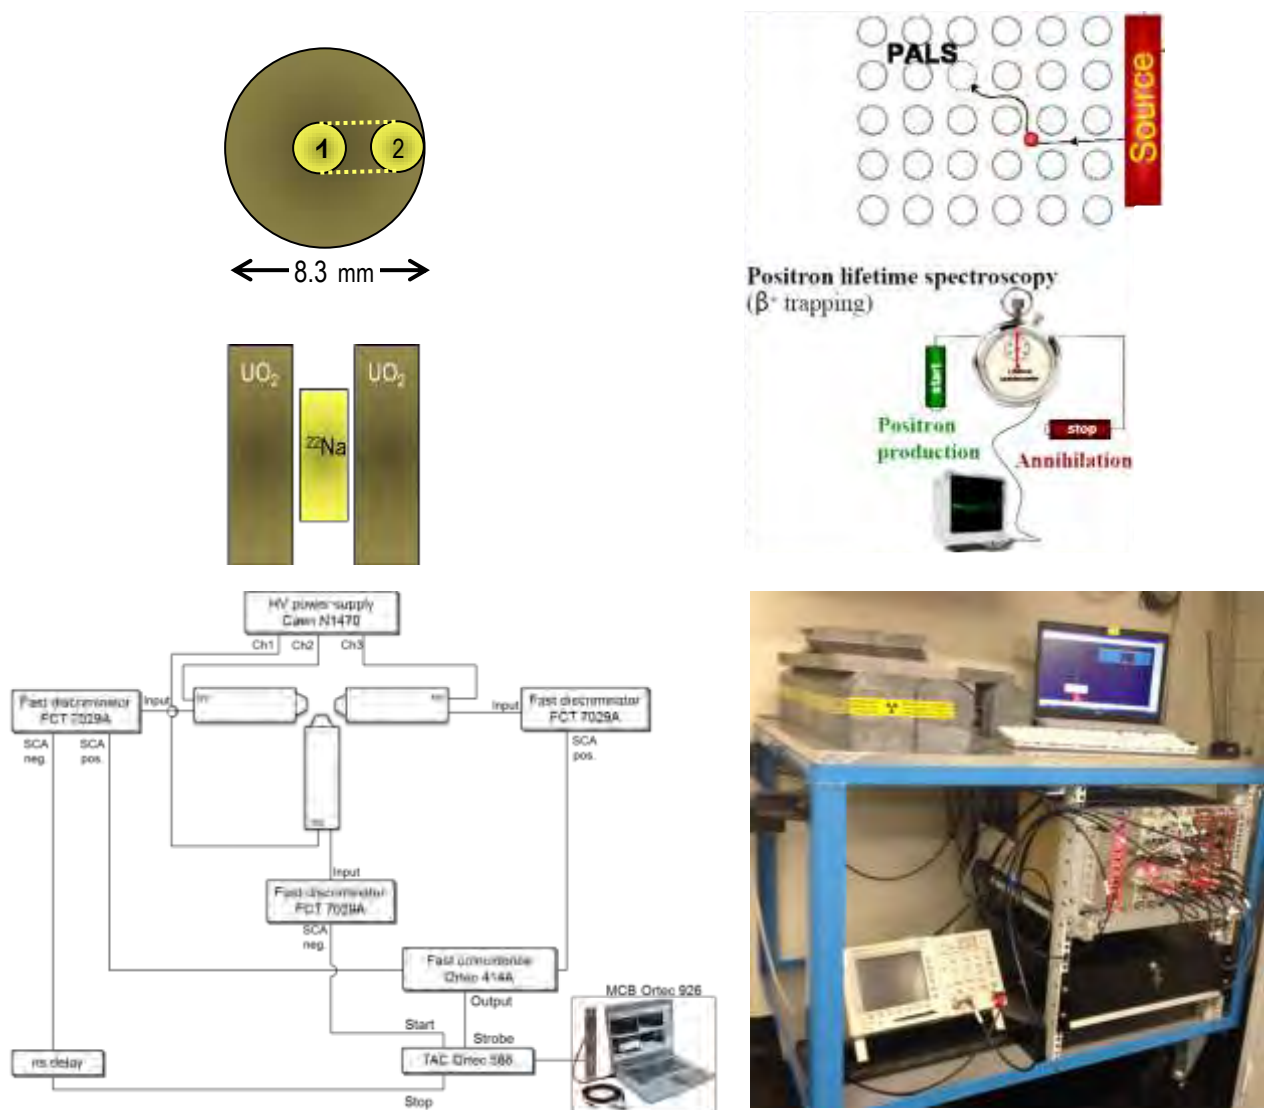 1
2
8.3 mm
UO2
UO2
22Na
PALS
Source
Positron lifetime spectroscopy
(β+ trapping)
start
stop
Positron
production
Annihilation
HV power supply
Caen N1470
Ch1
Ch2
Ch3
Fast discriminator
FCT 7029A
Input
Input
Fast discriminator
FCT 7029A
SCA
neg.
SCA
pos.
SCA
pos.
Input
Fast discriminator
FCT 7029A
SCA
neg.
Fast coincidence
Ortec 414A
Output
MCB Ortec 926
Start
Strobe
ns delay
TAC Ortec 566
Stop